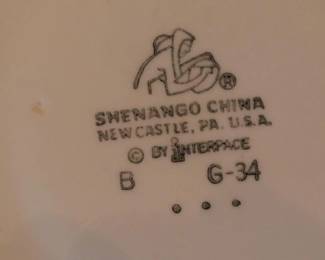 ®
SHENANGO CHINA
NEW CASTLE, PA. U.S.A.
© BY INTERPACE
B G-34